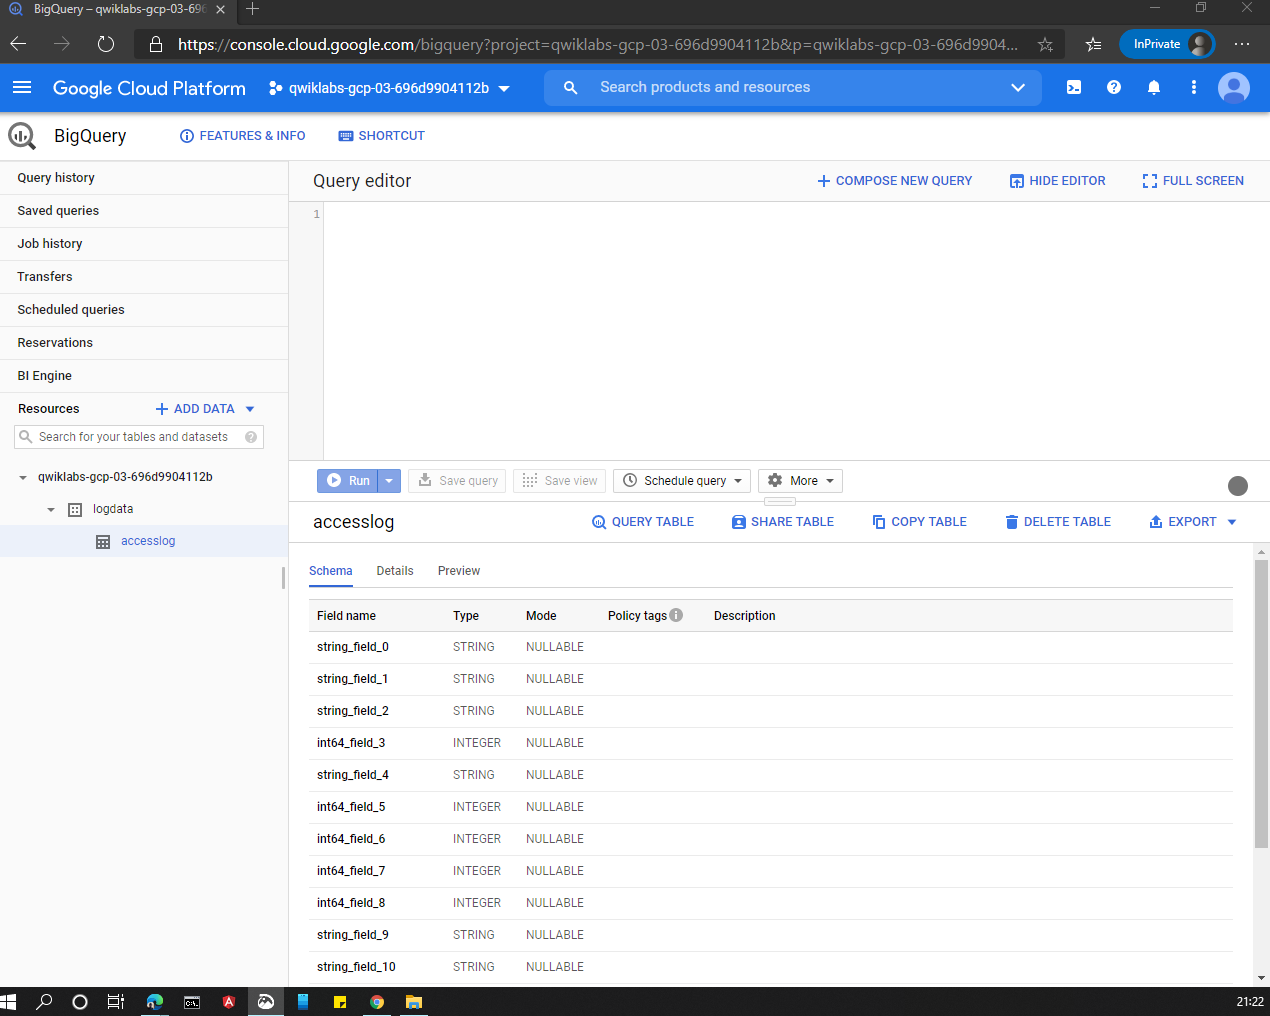 BigQuery – qwiklabs-gcp-03-696
https://console.cloud.google.com/bigquery?project=qwiklabs-gcp-03-696d9904112b&p=qwiklabs-gcp-03-696d9904...
InPrivate
Google Cloud Platform
qwiklabs-gcp-03-696d9904112b
Search products and resources
BigQuery
FEATURES & INFO
SHORTCUT
Query history
Saved queries
Job history
Transfers
Scheduled queries
Reservations
BI Engine
Resources
ADD DATA
Search for your tables and datasets
qwiklabs-gcp-03-696d9904112b
logdata
accesslog
Query editor
COMPOSE NEW QUERY
HIDE EDITOR
FULL SCREEN
1
Run
Save query
Save view
Schedule query
More
accesslog
QUERY TABLE
SHARE TABLE
COPY TABLE
DELETE TABLE
EXPORT
Schema Details Preview
Field name Type Mode Policy tags Description
string_field_0 STRING NULLABLE
string_field_1 STRING NULLABLE
string_field_2 STRING NULLABLE
int64_field_3 INTEGER NULLABLE
string_field_4 STRING NULLABLE
int64_field_5 INTEGER NULLABLE
int64_field_6 INTEGER NULLABLE
int64_field_7 INTEGER NULLABLE
int64_field_8 INTEGER NULLABLE
string_field_9 STRING NULLABLE
string_field_10 STRING NULLABLE
21:22